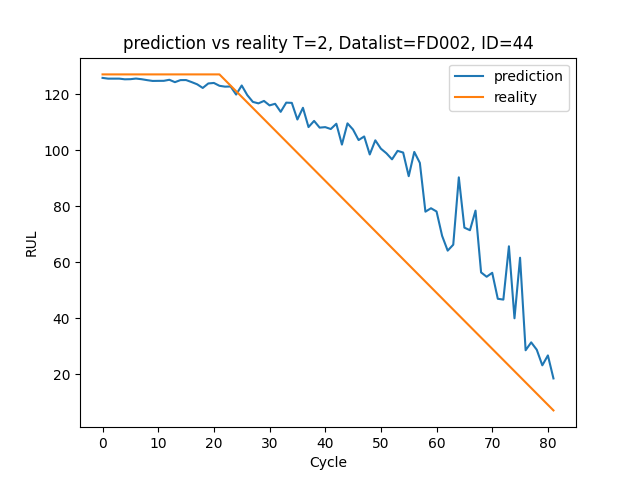 prediction vs reality T=2, Datalist=FD002, ID=44
prediction
reality
RUL
120
100
80
60
40
20
0 10 20 30 40 50 60 70 80
Cycle